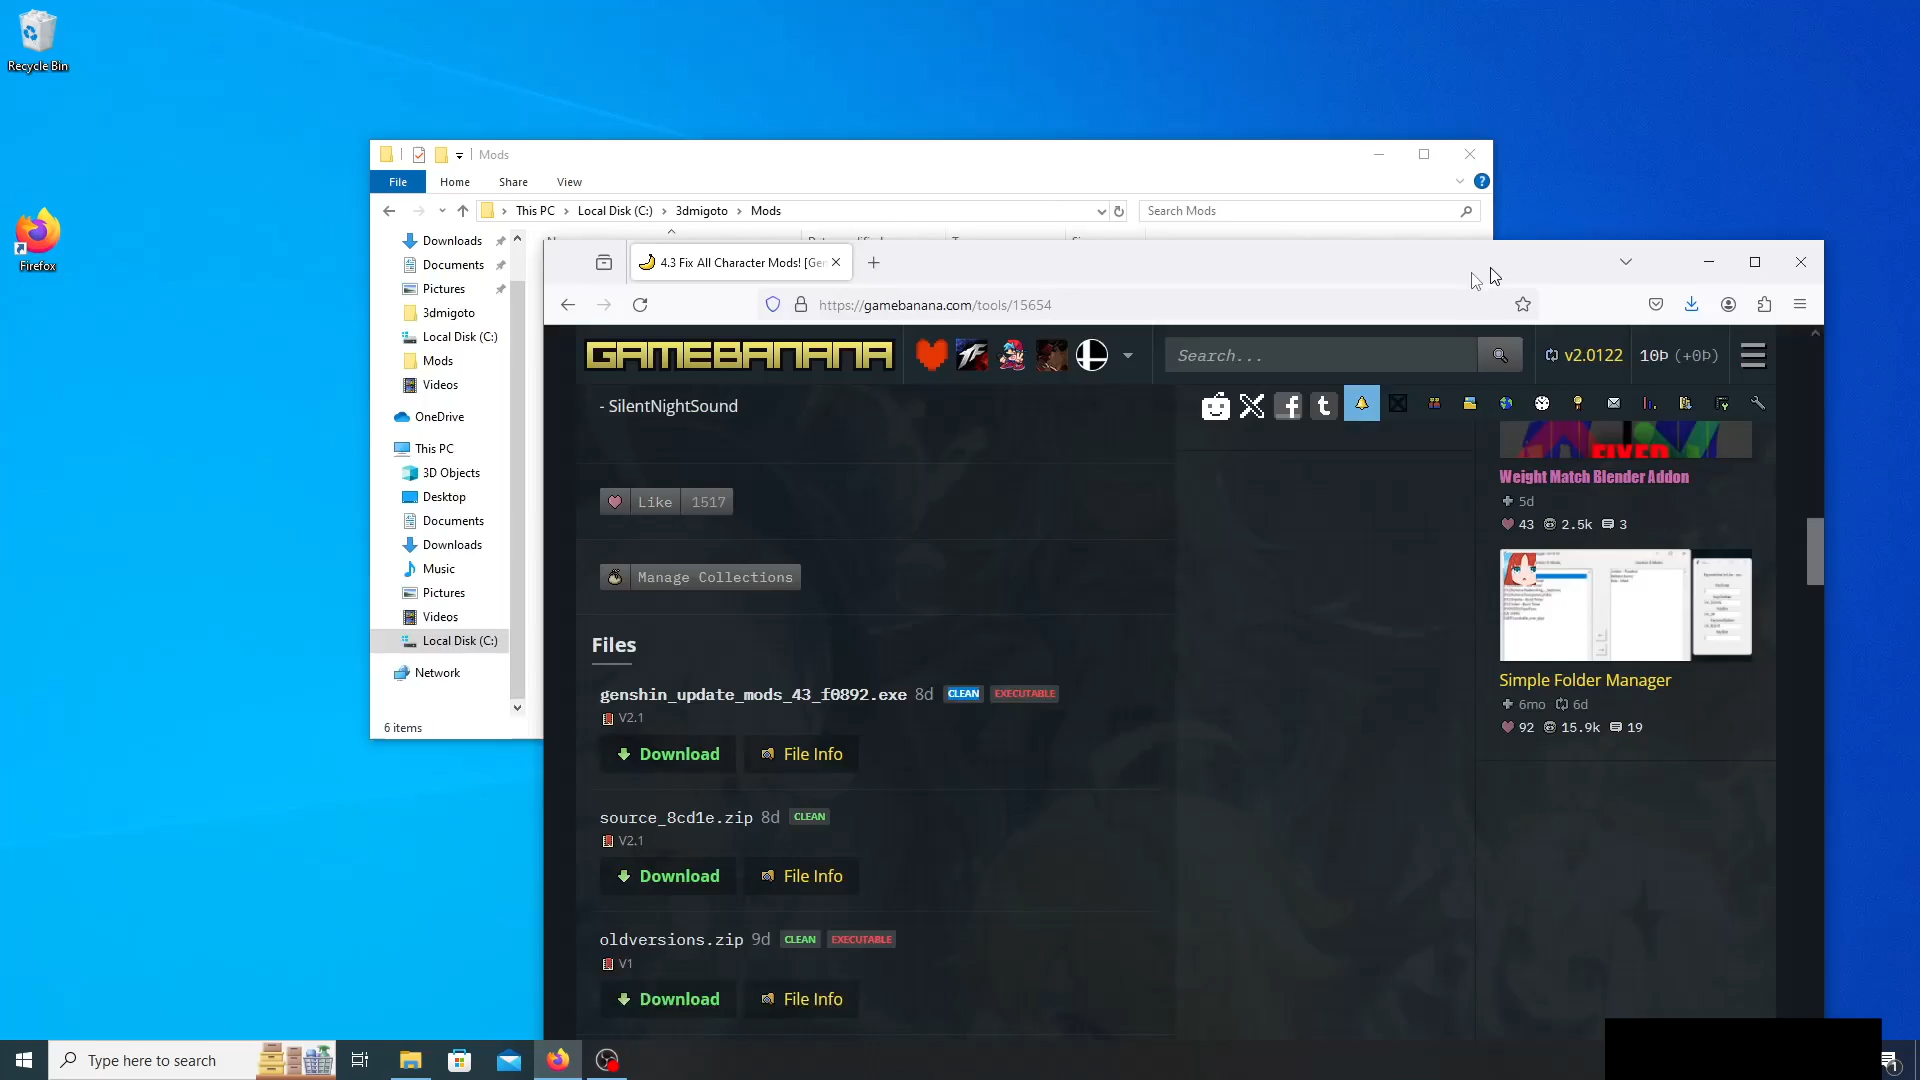 Recycle Bin
Firefox
Mods
File Home Share View
This PC Local Disk (C:) 3dmigoto Mods
Search Mods
Downloads
Documents
Pictures
3dmigoto
Local Disk (C:)
Mods
Videos
OneDrive
This PC
3D Objects
Desktop
Documents
Downloads
Music
Pictures
Videos
Local Disk (C:)
Network
6 items
4.3 Fix All Character Mods! [Gen
https://gamebanana.com/tools/15654
GAMEBANANA
Search...
v2.0122
10Þ (+0Þ)
- SilentNightSound
Like 1517
Manage Collections
Files
genshin_update_mods_43_f0892.exe 8d CLEAN EXECUTABLE
V2.1
Download File Info
source_8cd1e.zip 8d CLEAN
V2.1
Download File Info
oldversions.zip 9d CLEAN EXECUTABLE
V1
Download File Info
FIXED
Weight Match Blender Addon
5d
43 2.5k 3
Simple Folder Manager
6mo 6d
92 15.9k 19
Type here to search
1